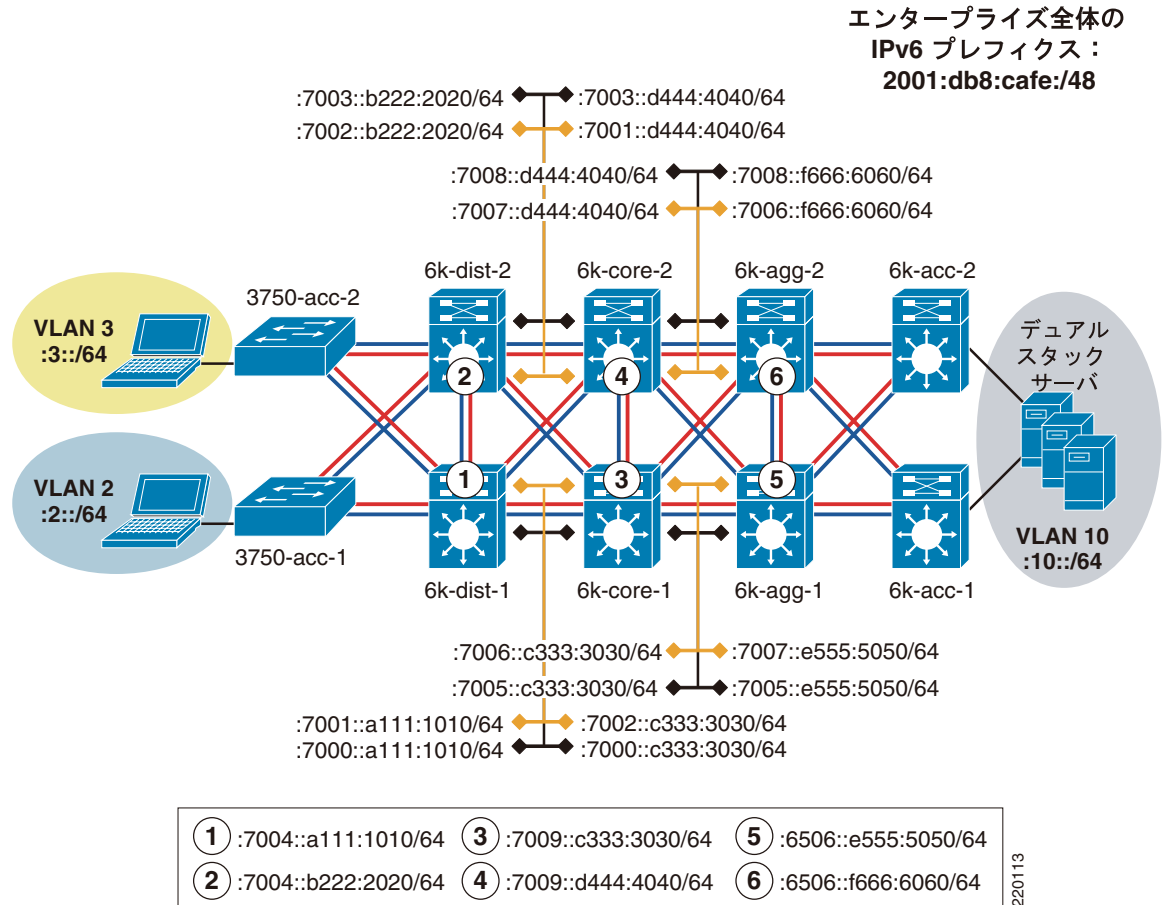 エンタープライズ全体の
IPv6 プレフィクス：
2001:db8:cafe:/48
:7003::b222:2020/64 :7003::d444:4040/64
:7002::b222:2020/64 :7001::d444:4040/64
:7008::d444:4040/64 :7008::f666:6060/64
:7007::d444:4040/64 :7006::f666:6060/64
6k-dist-2 6k-core-2 6k-agg-2 6k-acc-2
3750-acc-2
VLAN 3
:3::/64
デュアル
スタック
サーバ
2 4 6
1 3 5
VLAN 2
:2::/64
3750-acc-1
VLAN 10
:10::/64
6k-dist-1 6k-core-1 6k-agg-1 6k-acc-1
:7006::c333:3030/64 :7007::e555:5050/64
:7005::c333:3030/64 :7005::e555:5050/64
:7001::a111:1010/64 :7002::c333:3030/64
:7000::a111:1010/64 :7000::c333:3030/64
1 :7004::a111:1010/64 3 :7009::c333:3030/64 5 :6506::e555:5050/64
2 :7004::b222:2020/64 4 :7009::d444:4040/64 6 :6506::f666:6060/64
220113